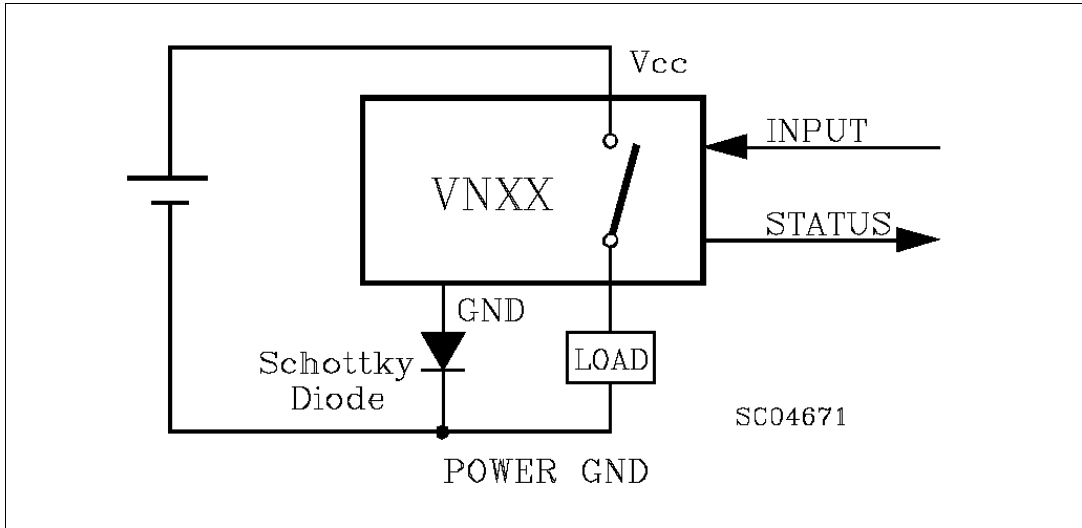 Vcc
INPUT
VNXX
STATUS
GND
Schottky
Diode
LOAD
SC04671
POWER GND